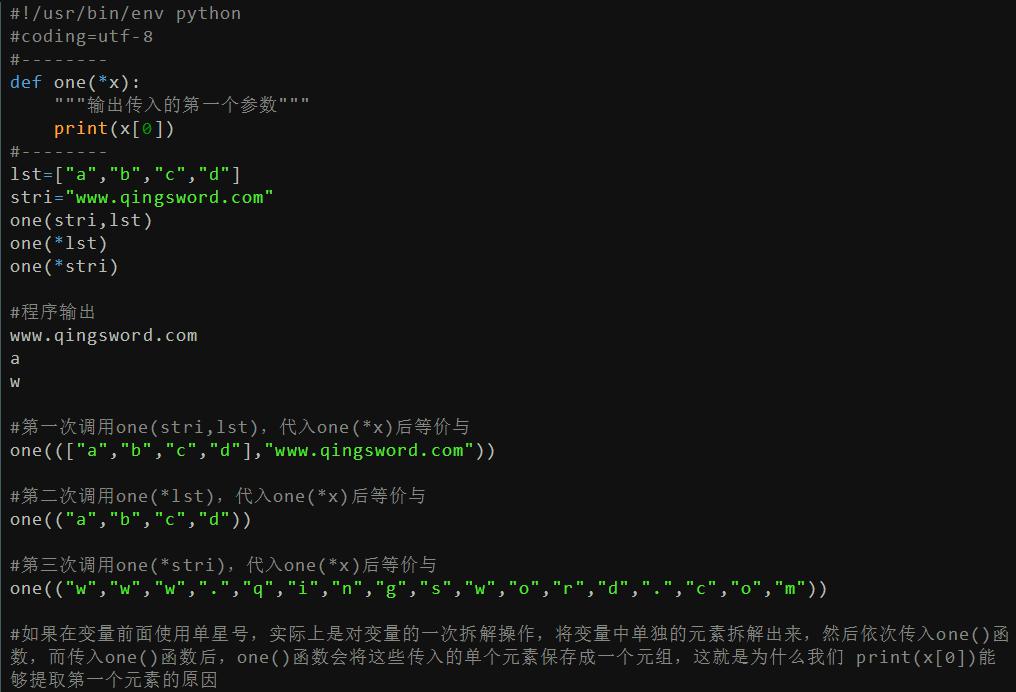 #!/usr/bin/env python
#coding=utf-8
#--------
def one(*x):
    """输出传入的第一个参数"""
    print(x[0])
#--------
lst=["a","b","c","d"]
stri="www.qingsword.com"
one(stri,lst)
one(*lst)
one(*stri)

#程序输出
www.qingsword.com
a
w

#第一次调用one(stri,lst)，代入one(*x)后等价与
one((["a","b","c","d"],"www.qingsword.com"))

#第二次调用one(*lst)，代入one(*x)后等价与
one(("a","b","c","d"))

#第三次调用one(*stri)，代入one(*x)后等价与
one(("w","w","w",".","q","i","n","g","s","w","o","r","d",".","c","o","m"))

#如果在变量前面使用单星号，实际上是对变量的一次拆解操作，将变量中单独的元素拆解出来，然后依次传入one()函
数，而传入one()函数后，one()函数会将这些传入的单个元素保存成一个元组，这就是为什么我们 print(x[0])能
够提取第一个元素的原因